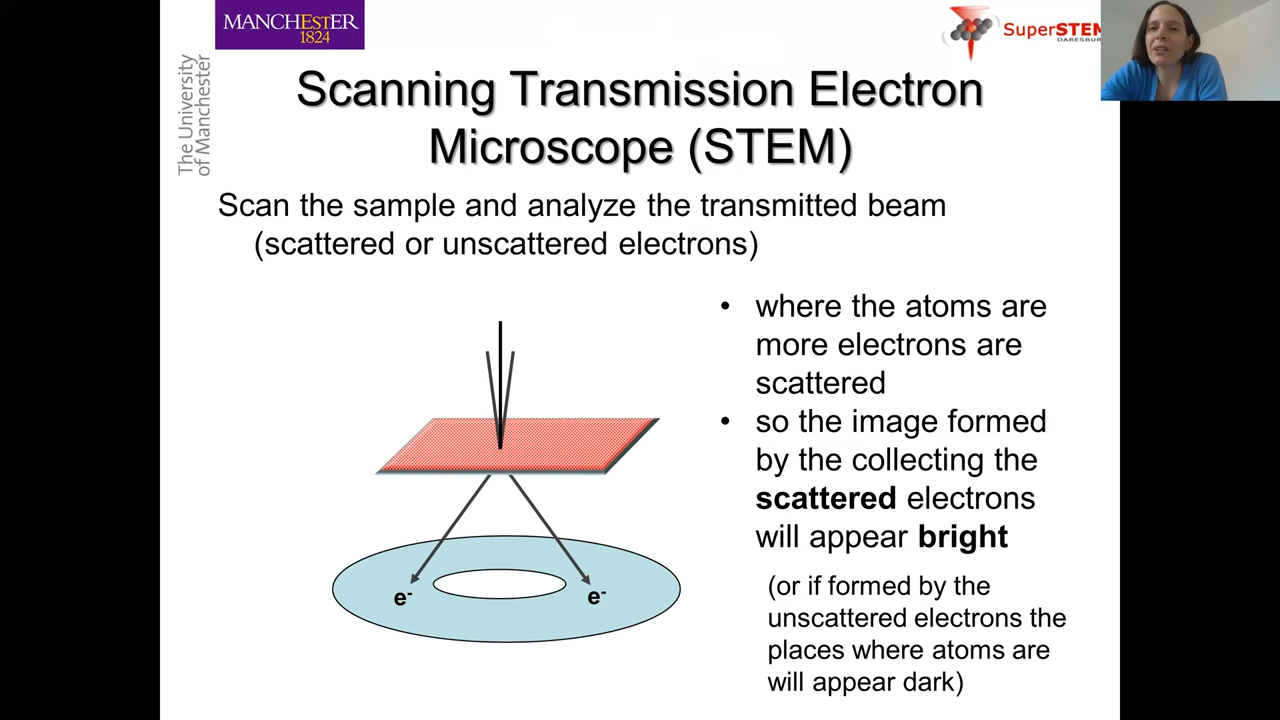 MANCHESTER
1824
The University
of Manchester
SuperSTEM
DARESBURY
Scanning Transmission Electron
Microscope (STEM)
Scan the sample and analyze the transmitted beam
(scattered or unscattered electrons)
• where the atoms are
more electrons are
scattered
• so the image formed
by the collecting the
scattered electrons
will appear bright
(or if formed by the
unscattered electrons the
places where atoms are
will appear dark)
e-
e-